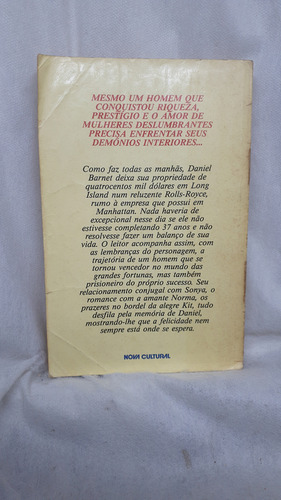 MESMO UM HOMEM QUE
CONQUISTOU RIQUEZA,
PRESTÍGIO E O AMOR DE
MULHERES DESLUMBRANTES
PRECISA ENFRENTAR SEUS
DEMÔNIOS INTERIORES...
Como faz todas as manhãs, Daniel
Barnet deixa sua propriedade de
quatrocentos mil dólares em Long
Island num reluzente Rolls-Royce,
rumo à empresa que possui em
Manhattan. Nada haveria de
excepcional nesse dia se ele não
estivesse completando 37 anos e não
resolvesse fazer um balanço de sua
vida. O leitor acompanha assim, com
as lembranças do personagem, a
trajetória de um homem que se
tornou vencedor no mundo das
grandes fortunas, mas também
prisioneiro do próprio sucesso. Seu
relacionamento conjugal com Sonya, o
romance com a amante Norma, os
prazeres no bordel da alegre Kit, tudo
desfila pela memória de Daniel,
mostrando-lhe que a felicidade nem
sempre está onde se espera.
NOVA CULTURAL